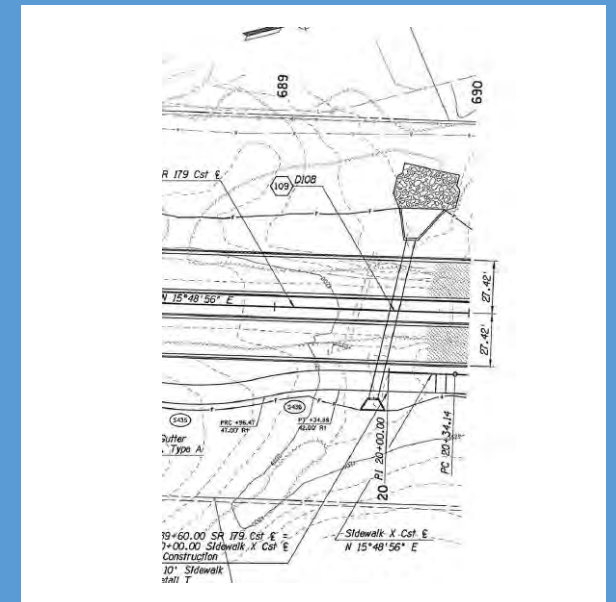 689
690
R 179 Cst ℄
109
D108
27.42'
N 15°48'56" E
27.42'
S435
S436
PRC +96.47
47.00' Rt
PT +34.98
42.00' Rt
Gutter
Type A
20
PI 20+00.00
PC 20+34.14
39+60.00 SR 179 Cst ℄ =
0+00.00 Sidewalk X Cst ℄
Construction
10' Sidewalk
etail T
Sidewalk X Cst ℄
N 15°48'56" E